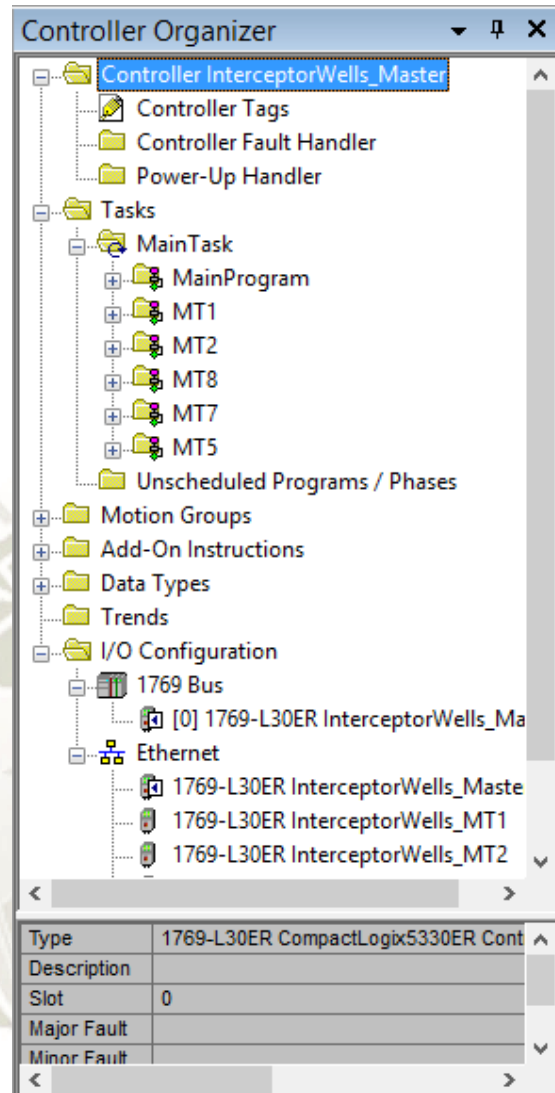 Controller Organizer
Controller InterceptorWells_Master
Controller Tags
Controller Fault Handler
Power-Up Handler
Tasks
MainTask
MainProgram
MT1
MT2
MT8
MT7
MT5
Unscheduled Programs / Phases
Motion Groups
Add-On Instructions
Data Types
Trends
I/O Configuration
1769 Bus
[0] 1769-L30ER InterceptorWells_Ma
Ethernet
1769-L30ER InterceptorWells_Maste
1769-L30ER InterceptorWells_MT1
1769-L30ER InterceptorWells_MT2
Type 1769-L30ER CompactLogix5330ER Cont
Description
Slot 0
Major Fault
Minor Fault